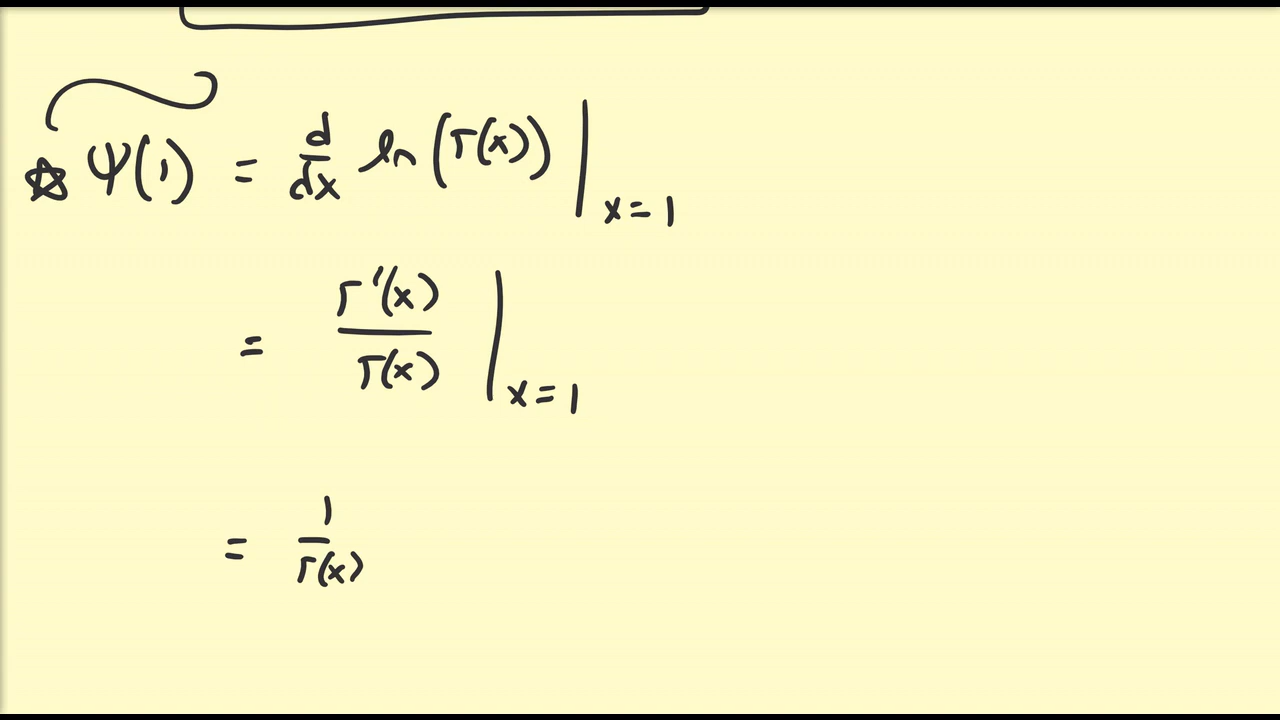 ☆ Ψ(1) = d/dx ln(Γ(x)) |x=1
= Γ'(x)/Γ(x) |x=1
= 1/Γ(x)